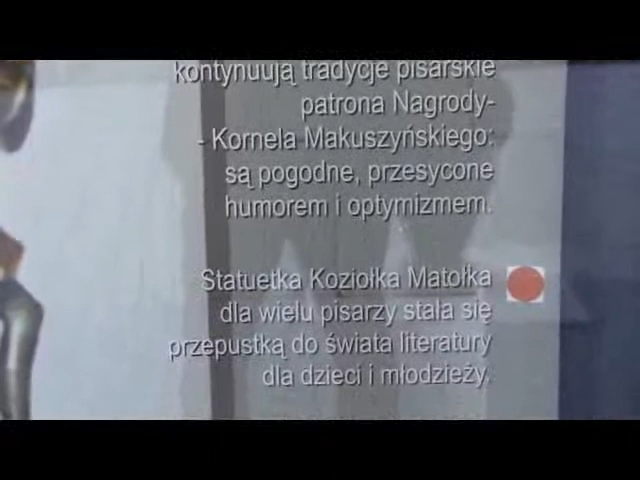 kontynuują tradycje pisarskie
patrona Nagrody-
- Kornela Makuszyńskiego:
są pogodne, przesycone
humorem i optymizmem.
Statuetka Koziołka Matołka
dla wielu pisarzy stała się
przepustką do świata literatury
dla dzieci i młodzieży.